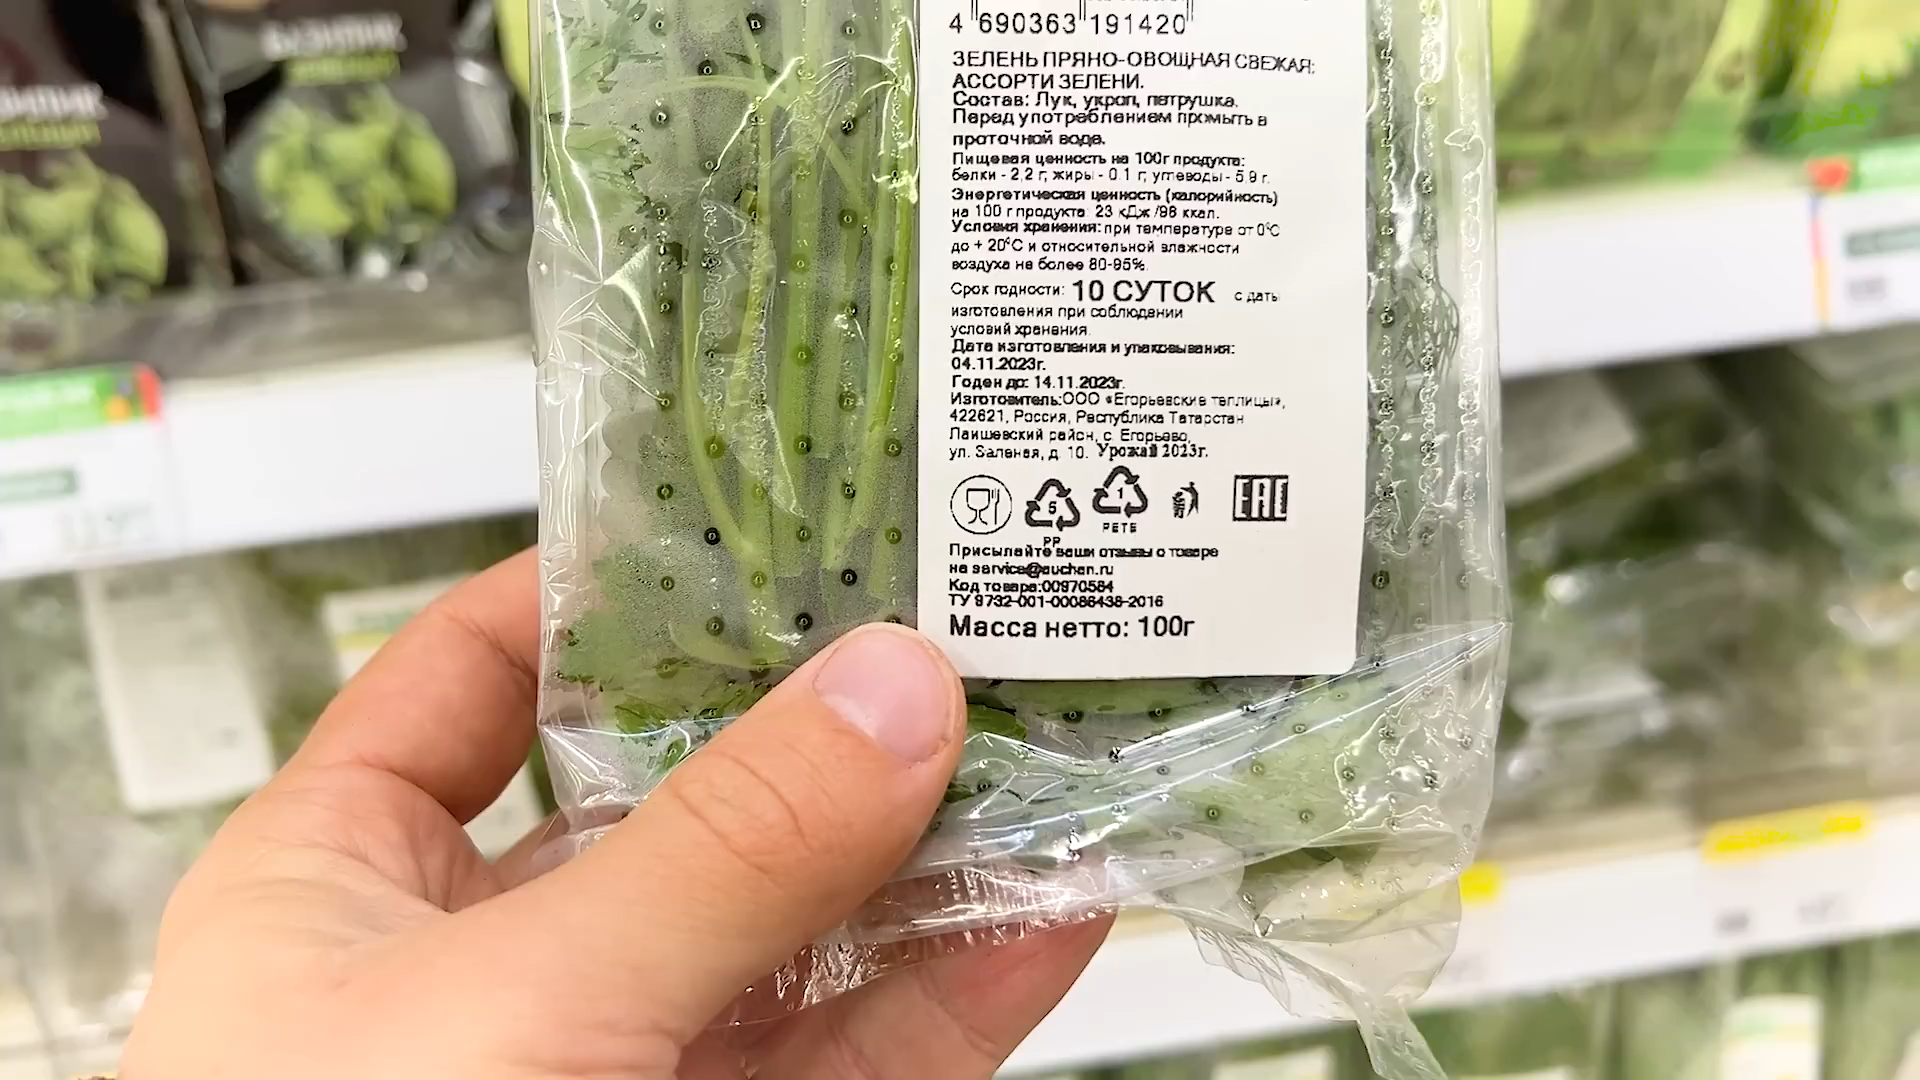 БАЗИЛИК
4 690363 191420
ЗЕЛЕНЬ ПРЯНО-ОВОЩНАЯ СВЕЖАЯ:
АССОРТИ ЗЕЛЕНИ.
Состав: Лук, укроп, петрушка.
Перед употреблением промыть в
проточной воде.
Пищевая ценность на 100г продукта:
белки - 2,2 г; жиры - 0.1 г; углеводы - 5,9 г.
Энергетическая ценность (калорийность)
на 100 г продукта: 23 кДж /96 ккал.
Условия хранения: при температуре от 0°С
до + 20°С и относительной влажности
воздуха не более 80-95%.
Срок годности: 10 СУТОК с даты
изготовления при соблюдении
условий хранения.
Дата изготовления и упаковывания:
04.11.2023г.
Годен до: 14.11.2023г.
Изготовитель:ООО «Егорьевские теплицы»,
422621, Россия, Республика Татарстан
Лаишевский район, с. Егорьево,
ул. Зеленая, д. 10. Урожай 2023г.
5
PP
1
PETE
EAC
Присылайте ваши отзывы о товаре
на service@auchan.ru
Код товара:00970584
ТУ 9732-001-00086438-2016
Масса нетто: 100г